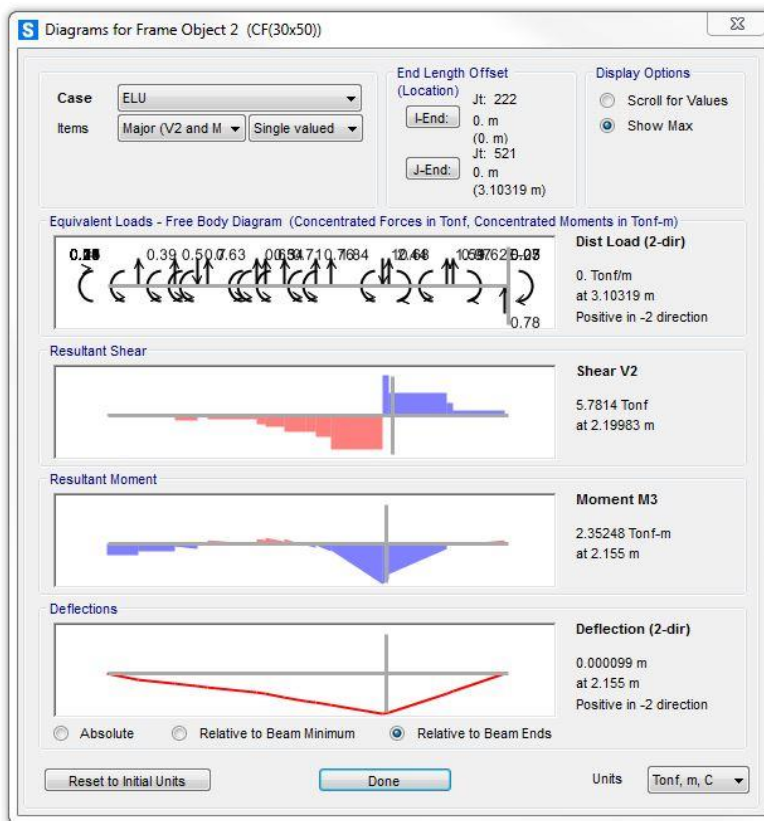 S Diagrams for Frame Object 2 (CF(30x50))
Case ELU
Items Major (V2 and M Single valued
End Length Offset
(Location)
Jt: 222
I-End: 0. m
(0. m)
Jt: 521
J-End: 0. m
(3.10319 m)
Display Options
Scroll for Values
Show Max
Equivalent Loads - Free Body Diagram (Concentrated Forces in Tonf, Concentrated Moments in Tonf-m)
0.39
0.78
Dist Load (2-dir)
0. Tonf/m
at 3.10319 m
Positive in -2 direction
Resultant Shear
Shear V2
5.7814 Tonf
at 2.19983 m
Resultant Moment
Moment M3
2.35248 Tonf-m
at 2.155 m
Deflections
Deflection (2-dir)
0.000099 m
at 2.155 m
Positive in -2 direction
Absolute Relative to Beam Minimum Relative to Beam Ends
Reset to Initial Units Done Units Tonf, m, C